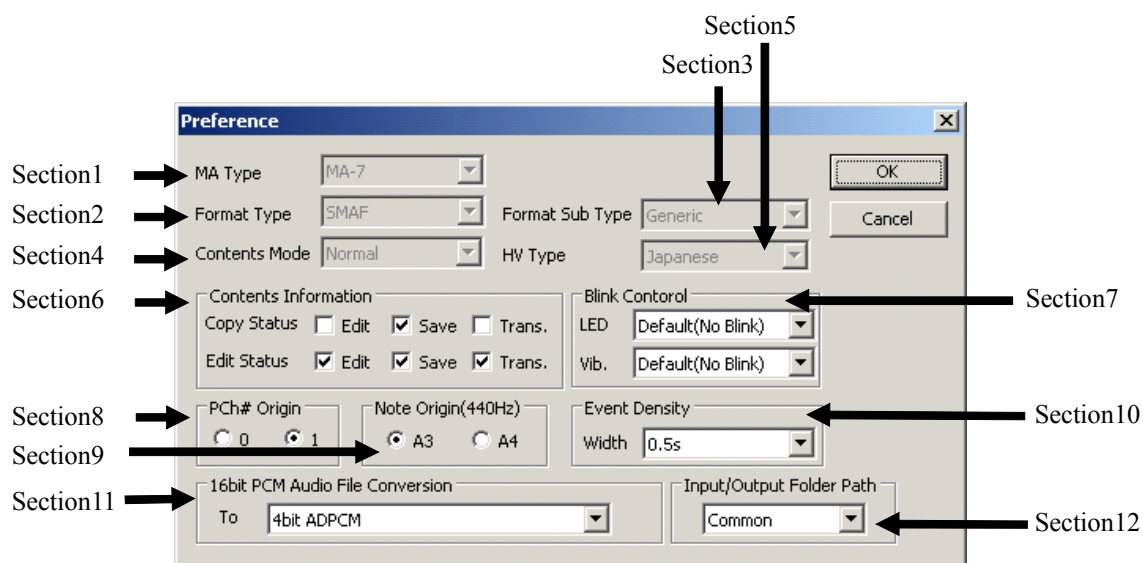 Section5
Section3
Preference
Section1
MA Type MA-7 OK
Section2
Format Type SMAF Format Sub Type Generic Cancel
Section4
Contents Mode Normal HV Type Japanese
Section6
Contents Information Blink Contorol
Section7
Copy Status Edit Save Trans. LED Default(No Blink)
Edit Status Edit Save Trans. Vib. Default(No Blink)
Section8
PCh# Origin Note Origin(440Hz) Event Density
Section10
0 1 A3 A4 Width 0.5s
Section9
Section11
16bit PCM Audio File Conversion Input/Output Folder Path
To 4bit ADPCM Common
Section12